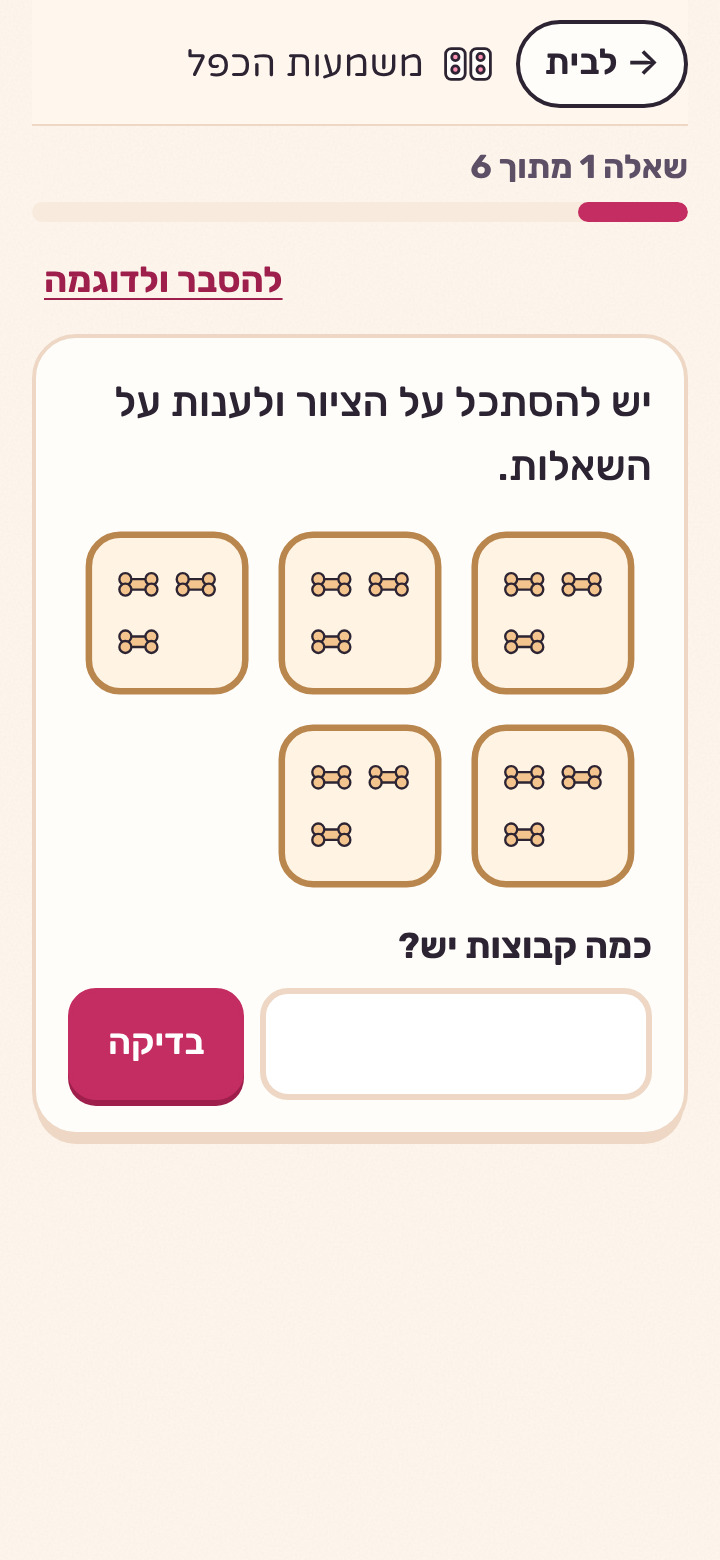 → לבית
משמעות הכפל
שאלה 1 מתוך 6
להסבר ולדוגמה
יש להסתכל על הציור ולענות על
השאלות.
כמה קבוצות יש?
בדיקה